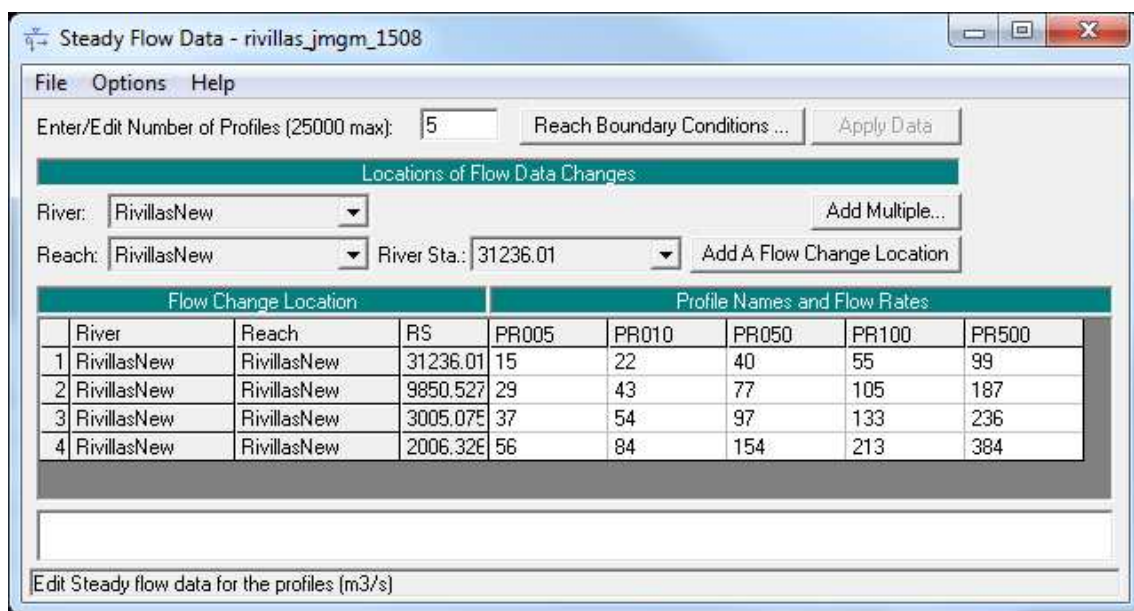 Steady Flow Data - rivillas_jmgm_1508
File Options Help
Enter/Edit Number of Profiles (25000 max): 5 Reach Boundary Conditions ... Apply Data
Locations of Flow Data Changes
River: RivillasNew Add Multiple...
Reach: RivillasNew River Sta.: 31236.01 Add A Flow Change Location
Flow Change Location Profile Names and Flow Rates
River Reach RS PR005 PR010 PR050 PR100 PR500
1 RivillasNew RivillasNew 31236.01 15 22 40 55 99
2 RivillasNew RivillasNew 9850.527 29 43 77 105 187
3 RivillasNew RivillasNew 3005.075 37 54 97 133 236
4 RivillasNew RivillasNew 2006.326 56 84 154 213 384
Edit Steady flow data for the profiles (m3/s)